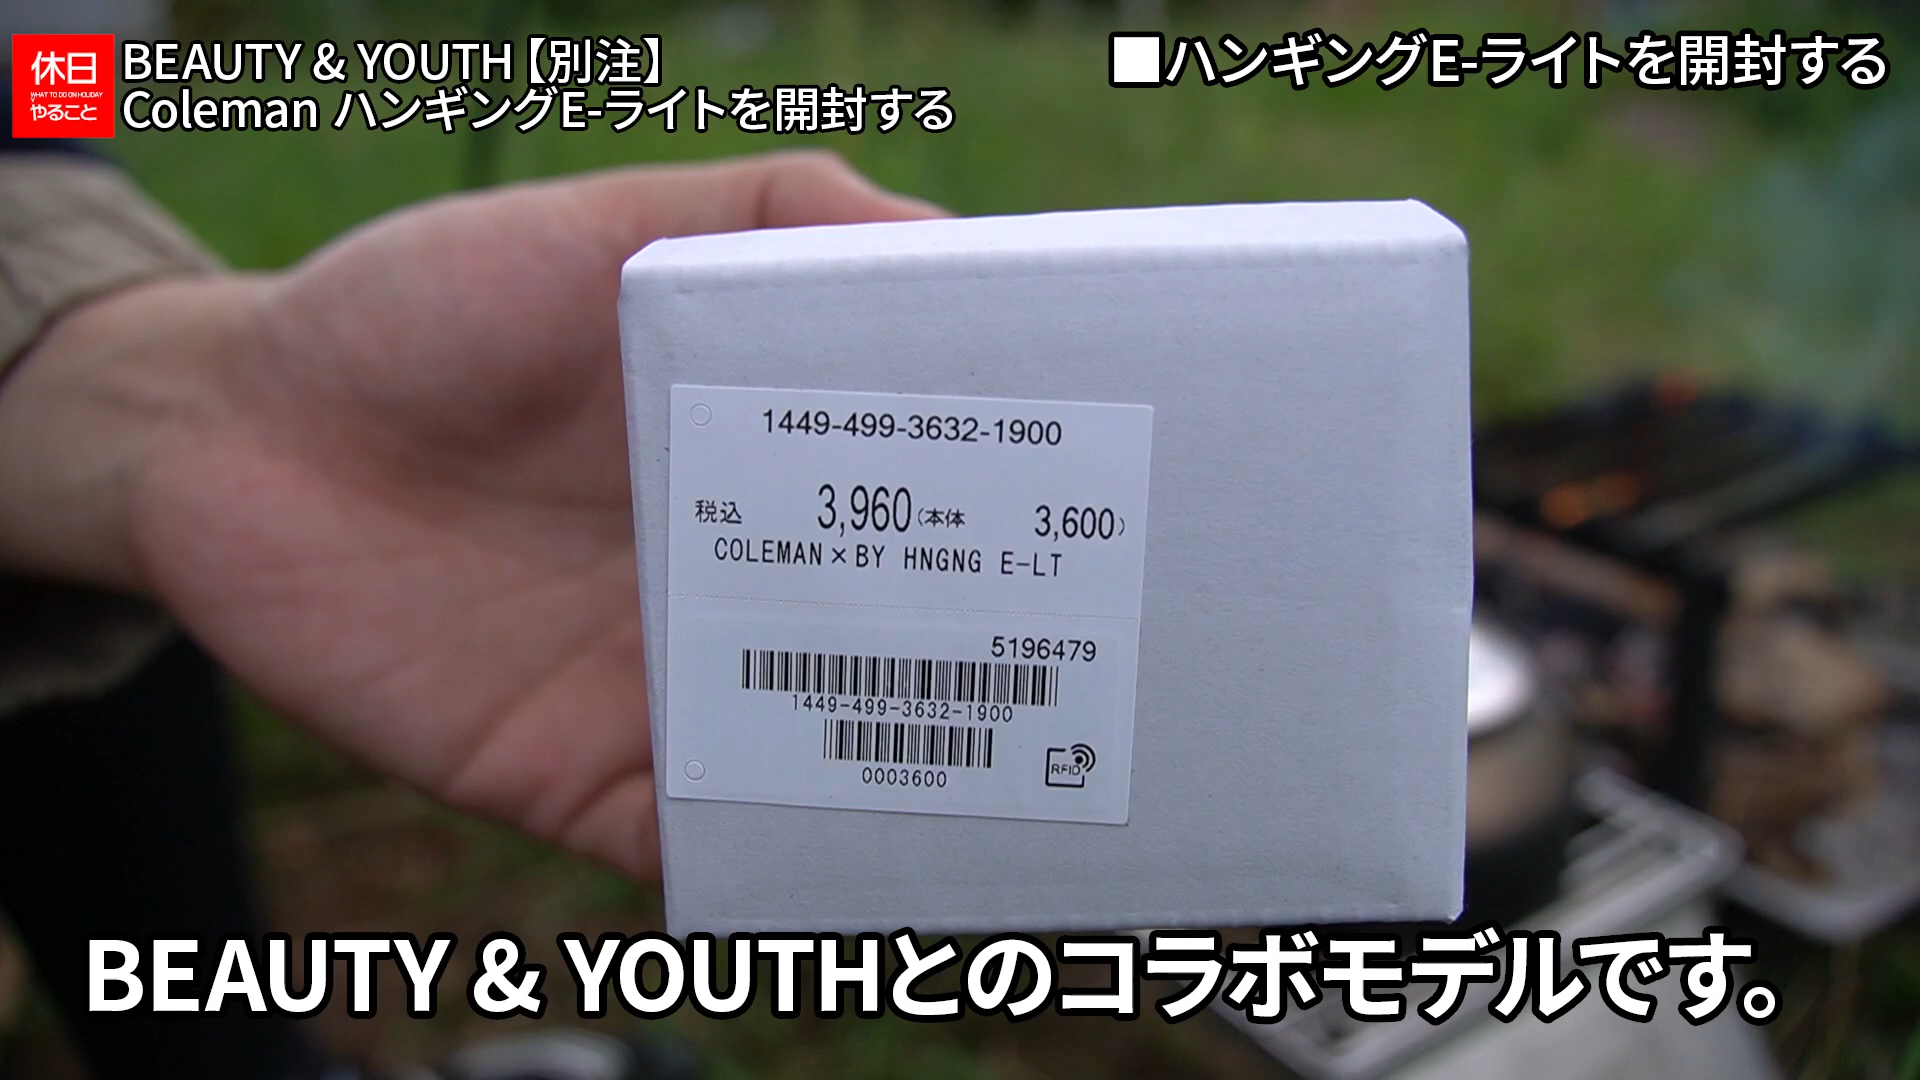 休日
WHAT TO DO ON HOLIDAY
やること
BEAUTY & YOUTH【別注】
Coleman ハンギングE-ライトを開封する
■ハンギングE-ライトを開封する
1449-499-3632-1900
税込 3,960(本体 3,600)
COLEMAN×BY HNGNG E-LT
5196479
1449-499-3632-1900
0003600
RFID
BEAUTY & YOUTHとのコラボモデルです。